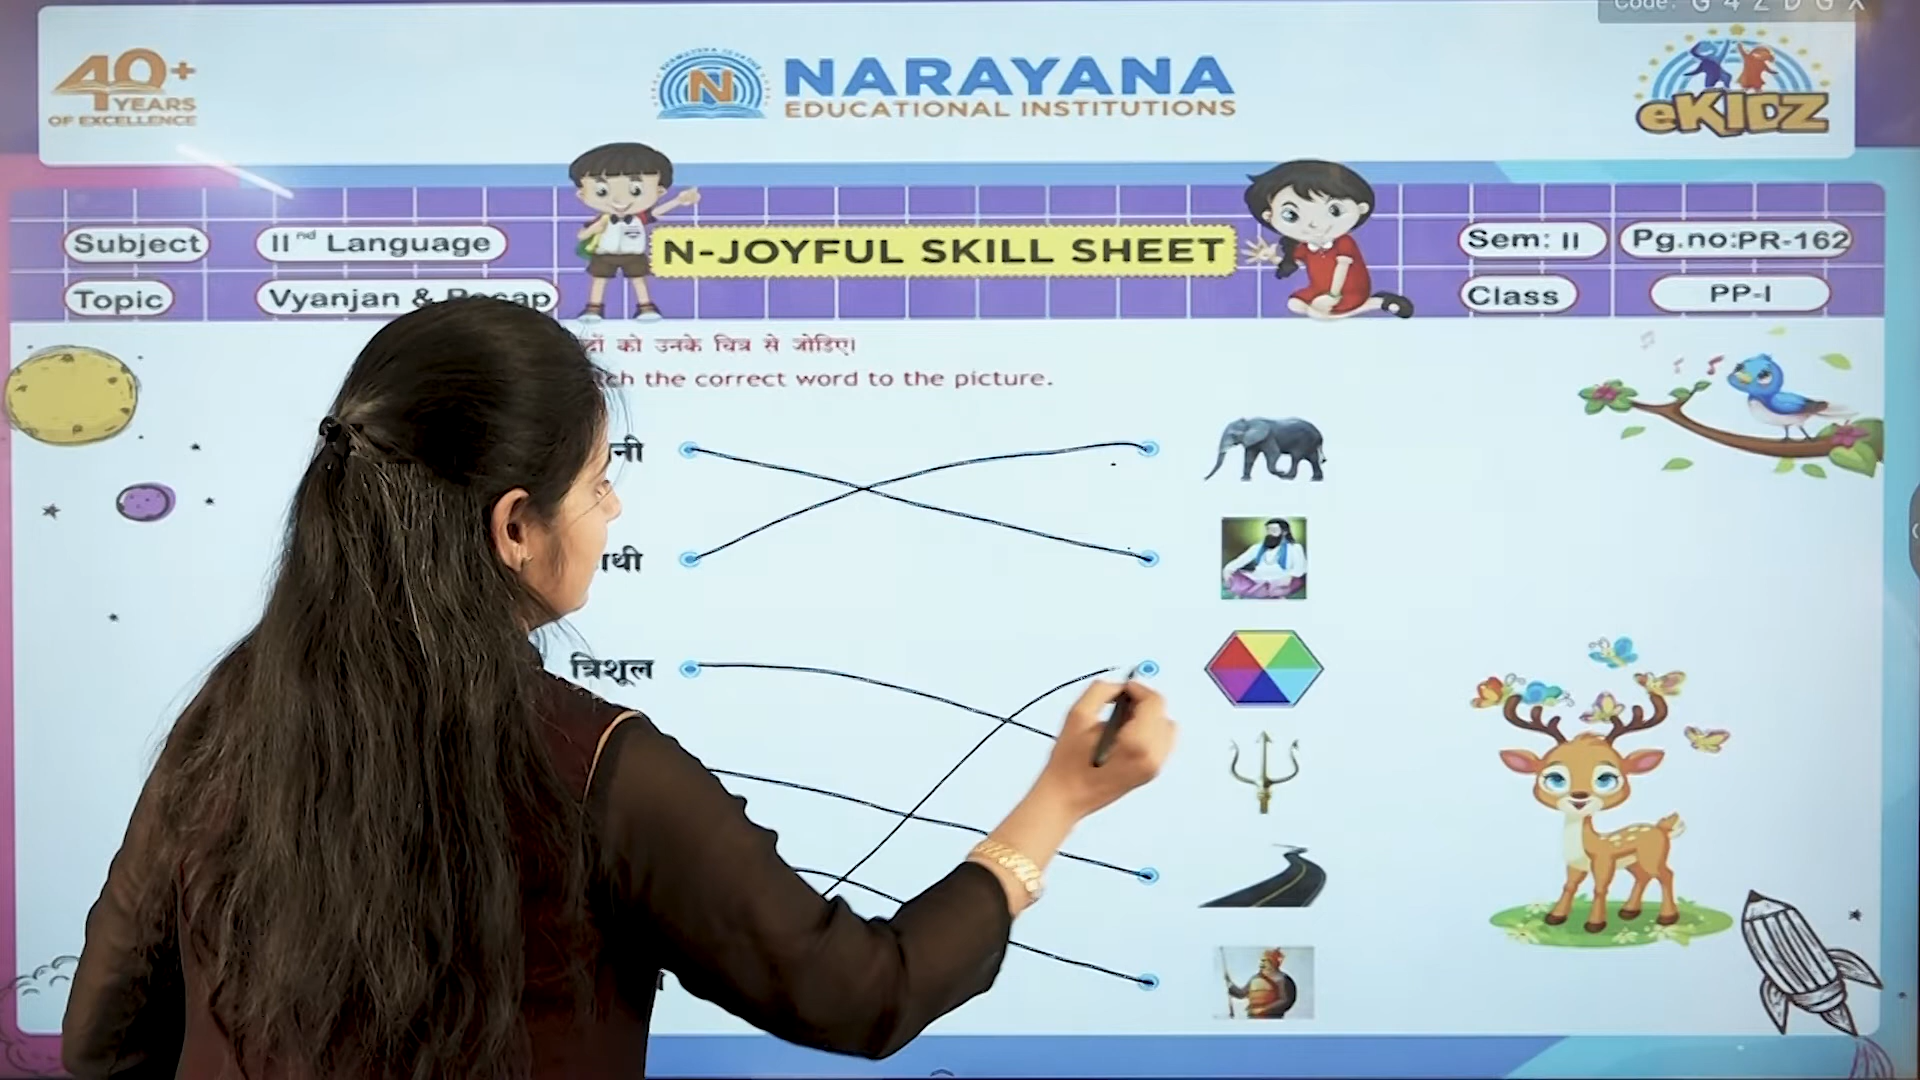 Code: G 4 Z D G X
40+
YEARS
OF EXCELLENCE
N
NARAYANA
EDUCATIONAL INSTITUTIONS
eKIDZ
Subject
IInd Language
N-JOYFUL SKILL SHEET
Sem: II
Pg.no:PR-162
Topic
Vyanjan &
Class
PP-I
को उनके चित्र से जोडिए।
the correct word to the picture.
त्रिशूल